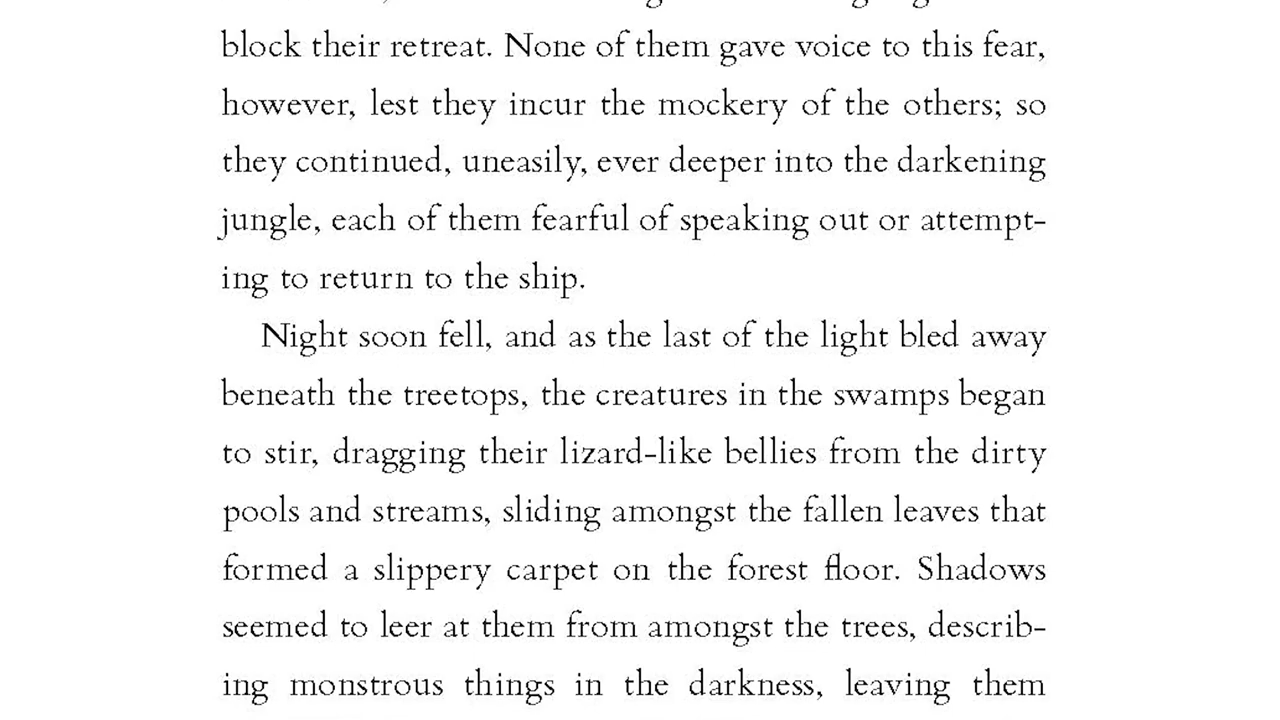 block their retreat. None of them gave voice to this fear,
however, lest they incur the mockery of the others; so
they continued, uneasily, ever deeper into the darkening
jungle, each of them fearful of speaking out or attempt-
ing to return to the ship.
Night soon fell, and as the last of the light bled away
beneath the treetops, the creatures in the swamps began
to stir, dragging their lizard-like bellies from the dirty
pools and streams, sliding amongst the fallen leaves that
formed a slippery carpet on the forest floor. Shadows
seemed to leer at them from amongst the trees, describ-
ing monstrous things in the darkness, leaving them